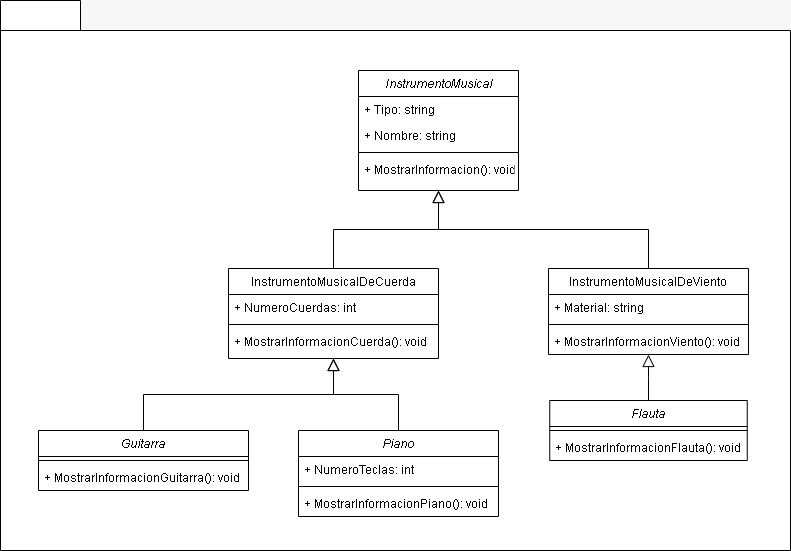 InstrumentoMusical
+ Tipo: string
+ Nombre: string
+ MostrarInformacion(): void
InstrumentoMusicalDeCuerda
+ NumeroCuerdas: int
+ MostrarInformacionCuerda(): void
InstrumentoMusicalDeViento
+ Material: string
+ MostrarInformacionViento(): void
Guitarra
+ MostrarInformacionGuitarra(): void
Piano
+ NumeroTeclas: int
+ MostrarInformacionPiano(): void
Flauta
+ MostrarInformacionFlauta(): void